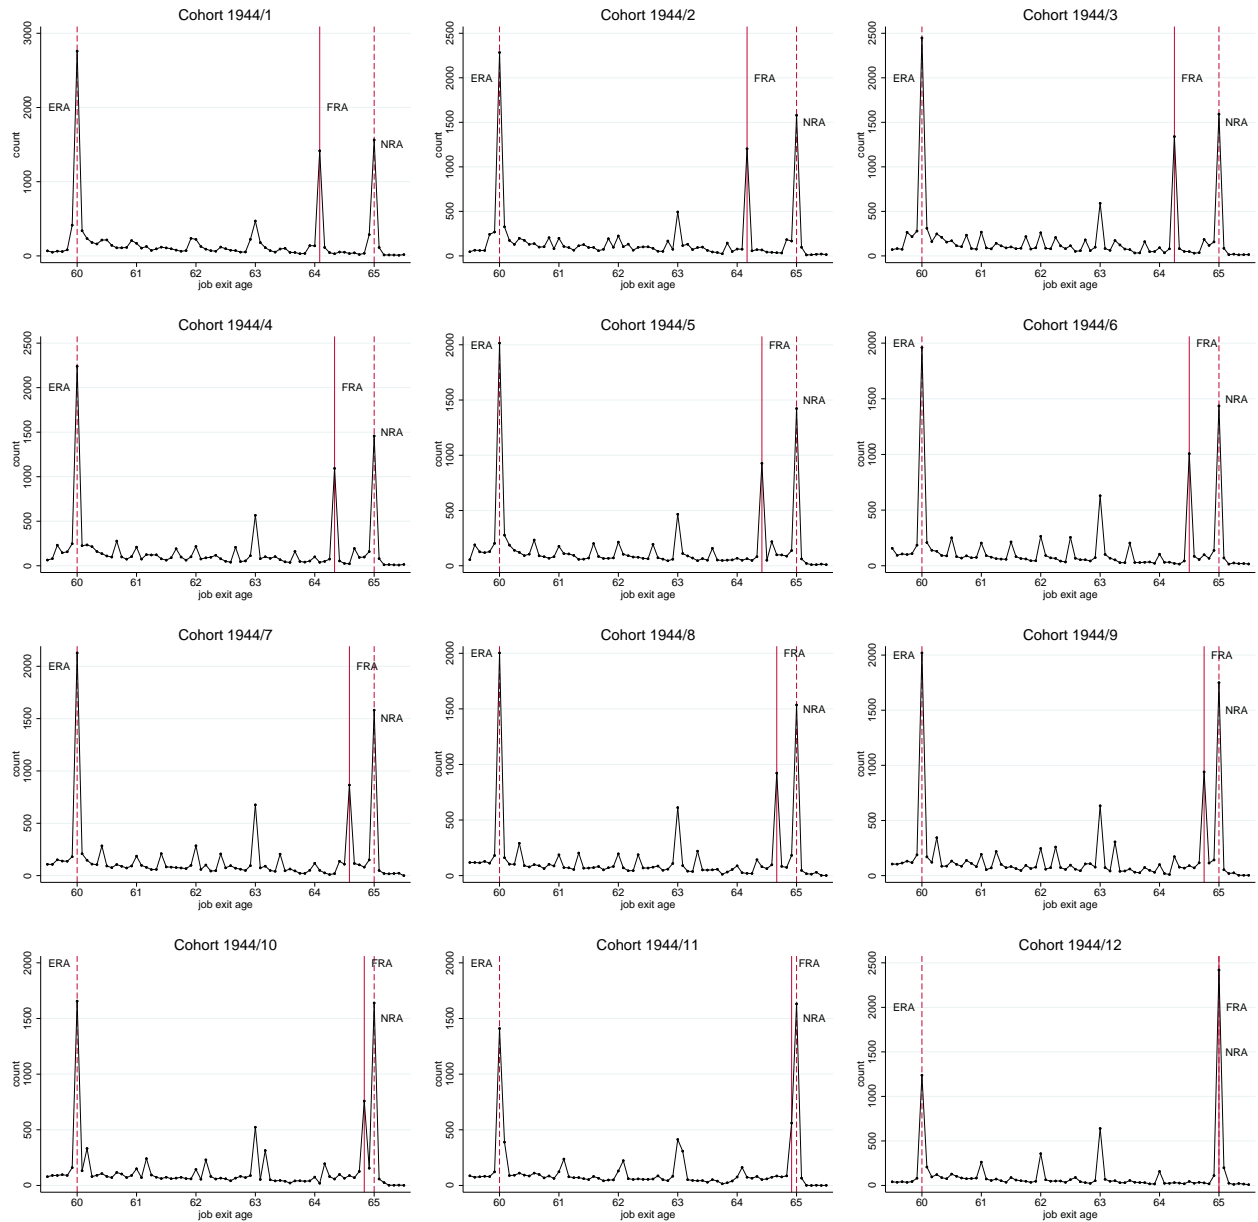 Cohort 1944/1
count
0 1000 2000 3000
ERA
FRA
NRA
60 61 62 63 64 65
job exit age
Cohort 1944/2
count
0 500 1000 1500 2000 2500
ERA
FRA
NRA
60 61 62 63 64 65
job exit age
Cohort 1944/3
count
0 500 1000 1500 2000 2500
ERA
FRA
NRA
60 61 62 63 64 65
job exit age
Cohort 1944/4
count
0 500 1000 1500 2000 2500
ERA
FRA
NRA
60 61 62 63 64 65
job exit age
Cohort 1944/5
count
0 500 1000 1500 2000
ERA
FRA
NRA
60 61 62 63 64 65
job exit age
Cohort 1944/6
count
0 500 1000 1500 2000
ERA
FRA
NRA
60 61 62 63 64 65
job exit age
Cohort 1944/7
count
0 500 1000 1500 2000
ERA
FRA
NRA
60 61 62 63 64 65
job exit age
Cohort 1944/8
count
0 500 1000 1500 2000
ERA
FRA
NRA
60 61 62 63 64 65
job exit age
Cohort 1944/9
count
0 500 1000 1500 2000
ERA
FRA
NRA
60 61 62 63 64 65
job exit age
Cohort 1944/10
count
0 500 1000 1500 2000
ERA
FRA
NRA
60 61 62 63 64 65
job exit age
Cohort 1944/11
count
0 500 1000 1500 2000
ERA
FRA
NRA
60 61 62 63 64 65
job exit age
Cohort 1944/12
count
0 500 1000 1500 2000 2500
ERA
FRA
NRA
60 61 62 63 64 65
job exit age